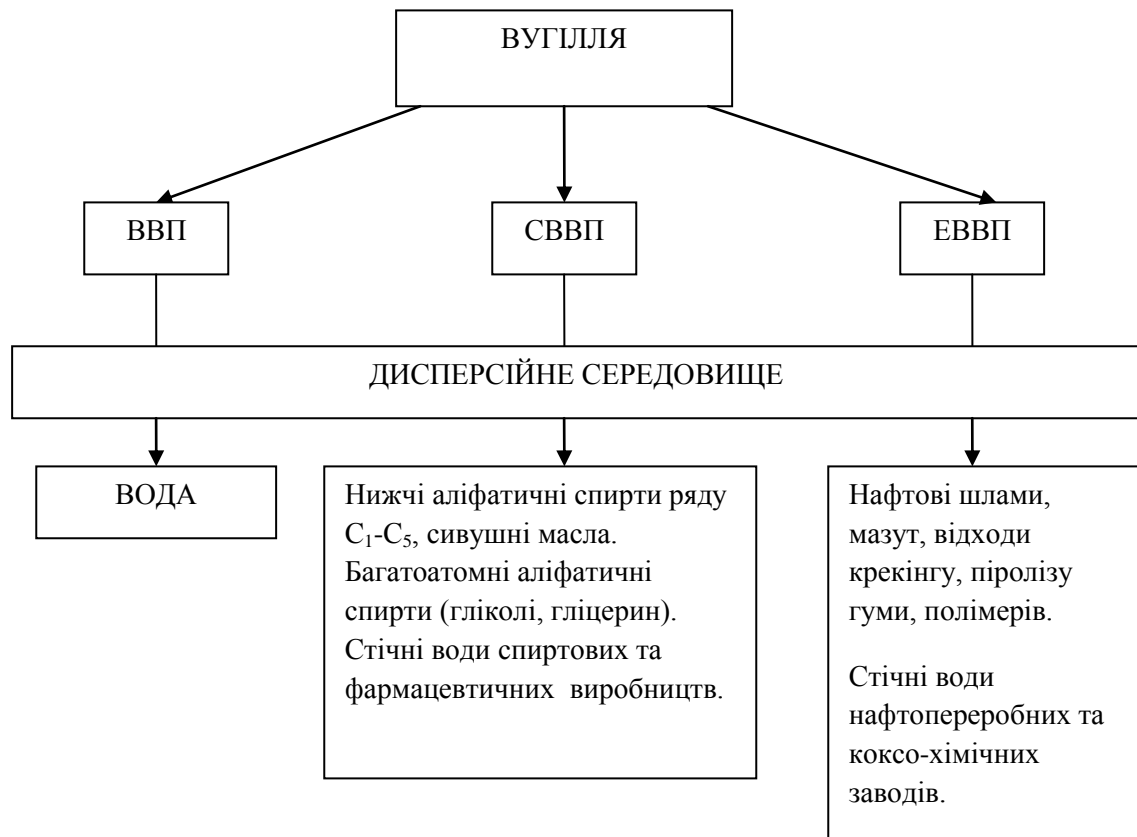 ВУГІЛЛЯ
ВВП
СВВП
ЕВВП
ДИСПЕРСІЙНЕ СЕРЕДОВИЩЕ
ВОДА
Нижчі аліфатичні спирти ряду
С₁-С₅, сивушні масла.
Багатоатомні аліфатичні
спирти (гліколі, гліцерин).
Стічні води спиртових та
фармацевтичних виробництв.
Нафтові шлами,
мазут, відходи
крекінгу, піролізу
гуми, полімерів.
Стічні води
нафтопереробних та
коксо-хімічних
заводів.